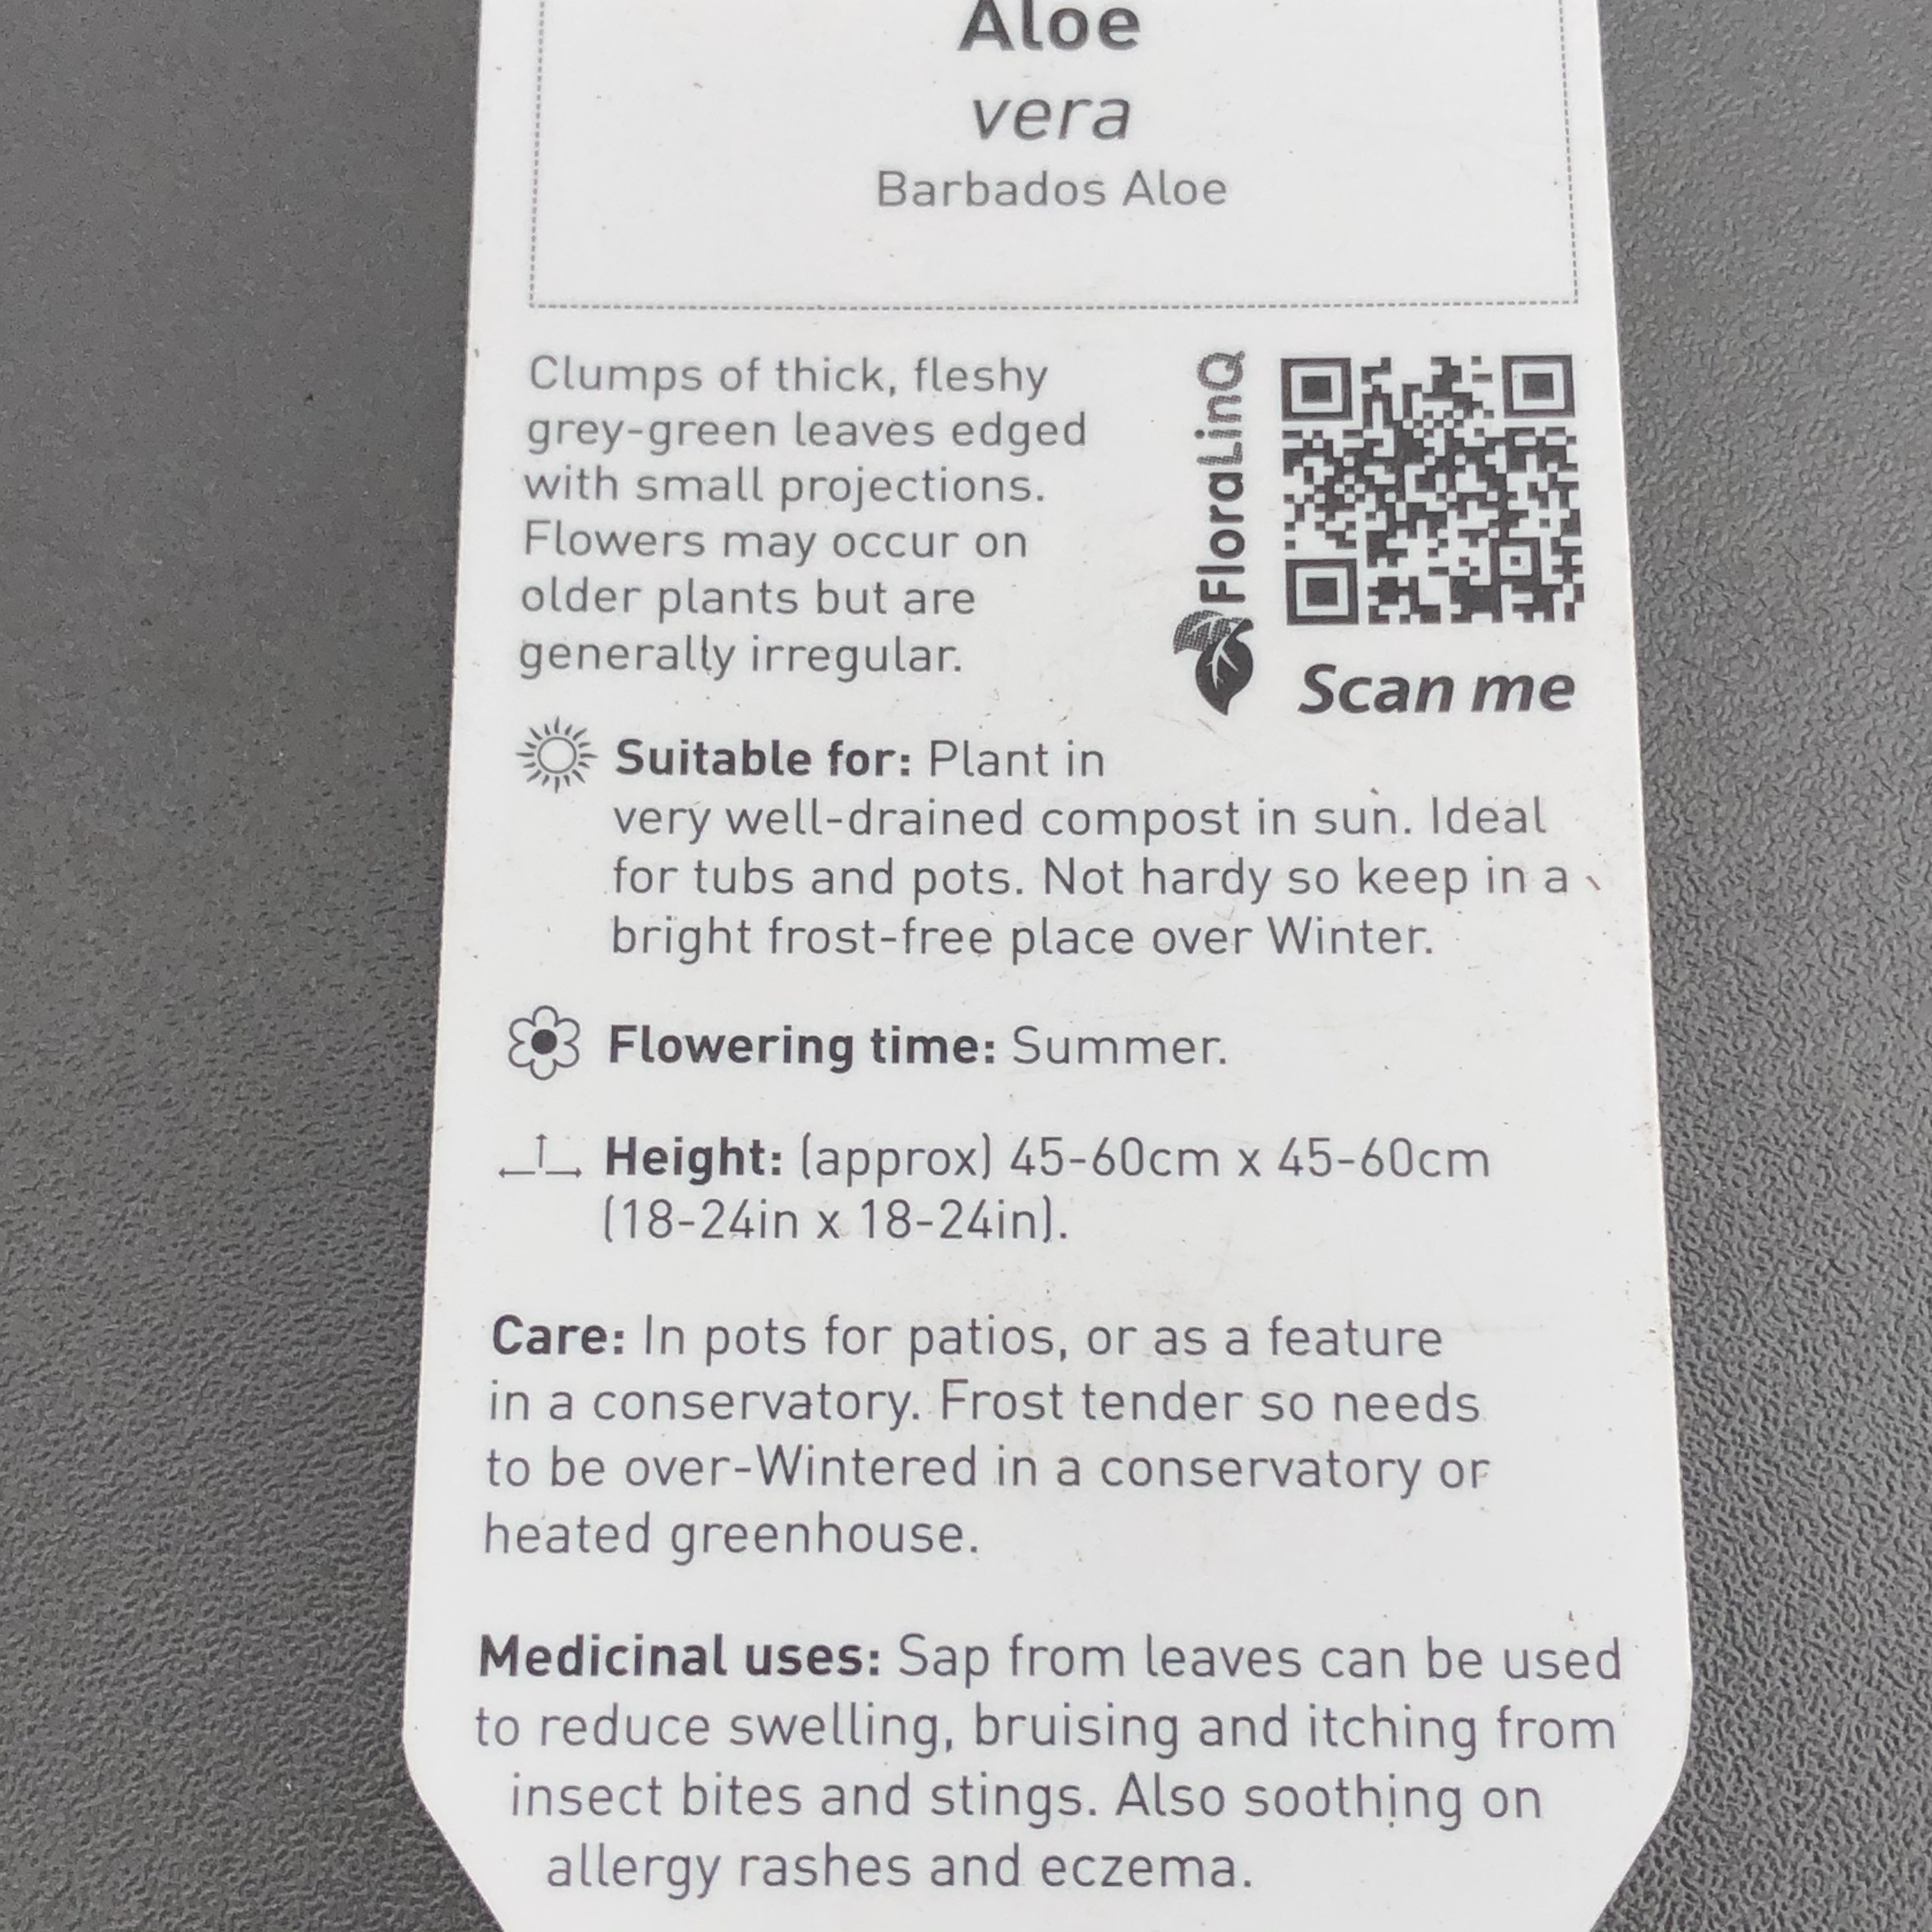 Aloe
vera
Barbados Aloe
Clumps of thick, fleshy
grey-green leaves edged
with small projections.
Flowers may occur on
older plants but are
generally irregular.
FloraLinQ
Scan me
Suitable for: Plant in
very well-drained compost in sun. Ideal
for tubs and pots. Not hardy so keep in a
bright frost-free place over Winter.
Flowering time: Summer.
Height: (approx) 45-60cm x 45-60cm
(18-24in x 18-24in).
Care: In pots for patios, or as a feature
in a conservatory. Frost tender so needs
to be over-Wintered in a conservatory or
heated greenhouse.
Medicinal uses: Sap from leaves can be used
to reduce swelling, bruising and itching from
insect bites and stings. Also soothing on
allergy rashes and eczema.